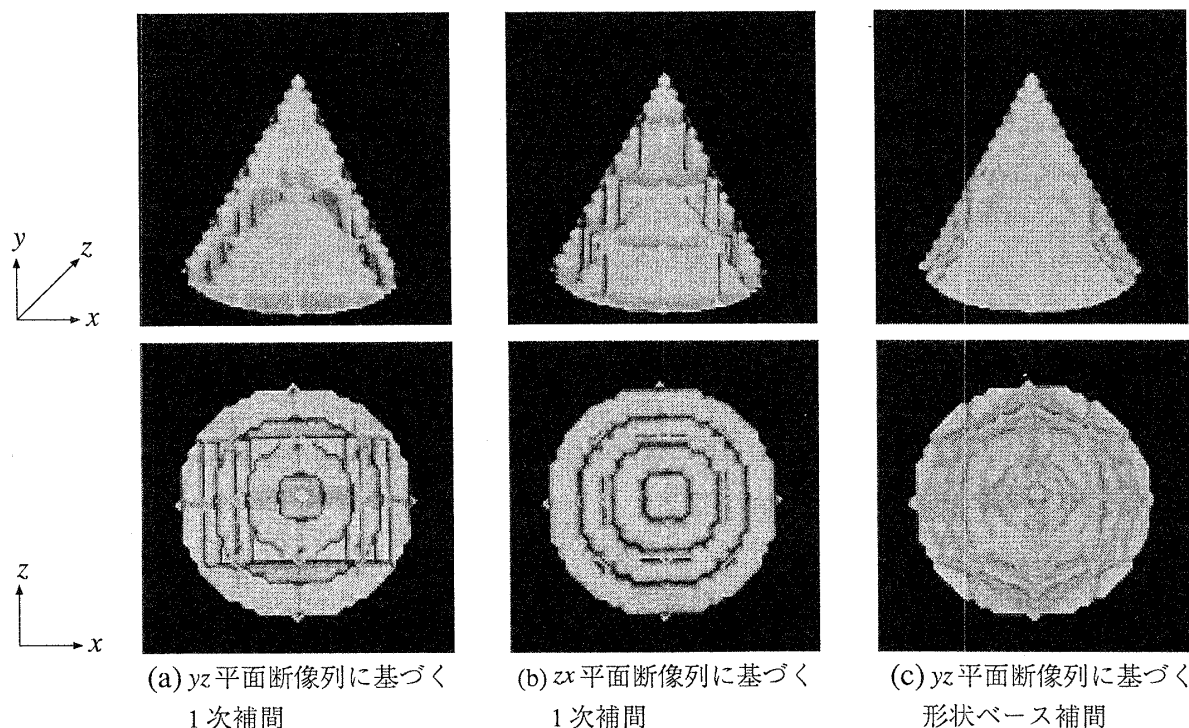 y
z
x
z
x
(a) yz平面断像列に基づく
1次補間
(b) zx平面断像列に基づく
1次補間
(c) yz平面断像列に基づく
形状ベース補間